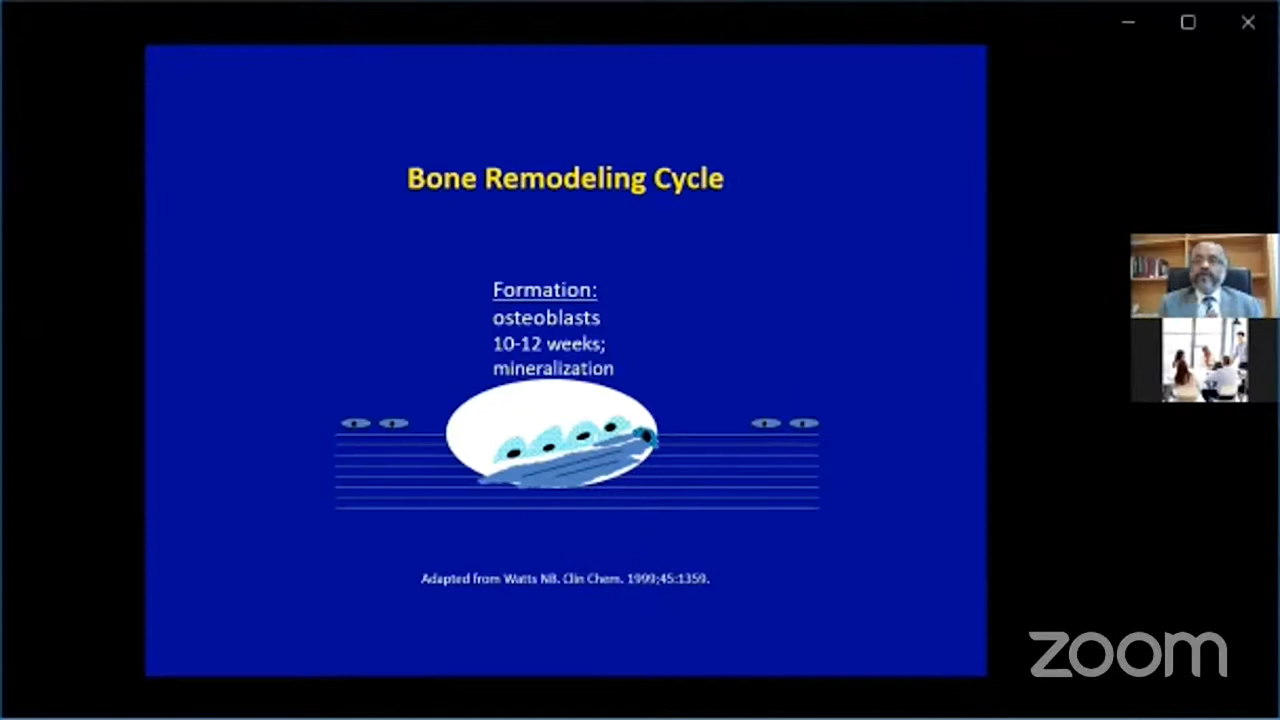 Bone Remodeling Cycle
Formation:
osteoblasts
10-12 weeks;
mineralization
Adapted from Watts NB. Clin Chem. 1999;45:1359.
zoom